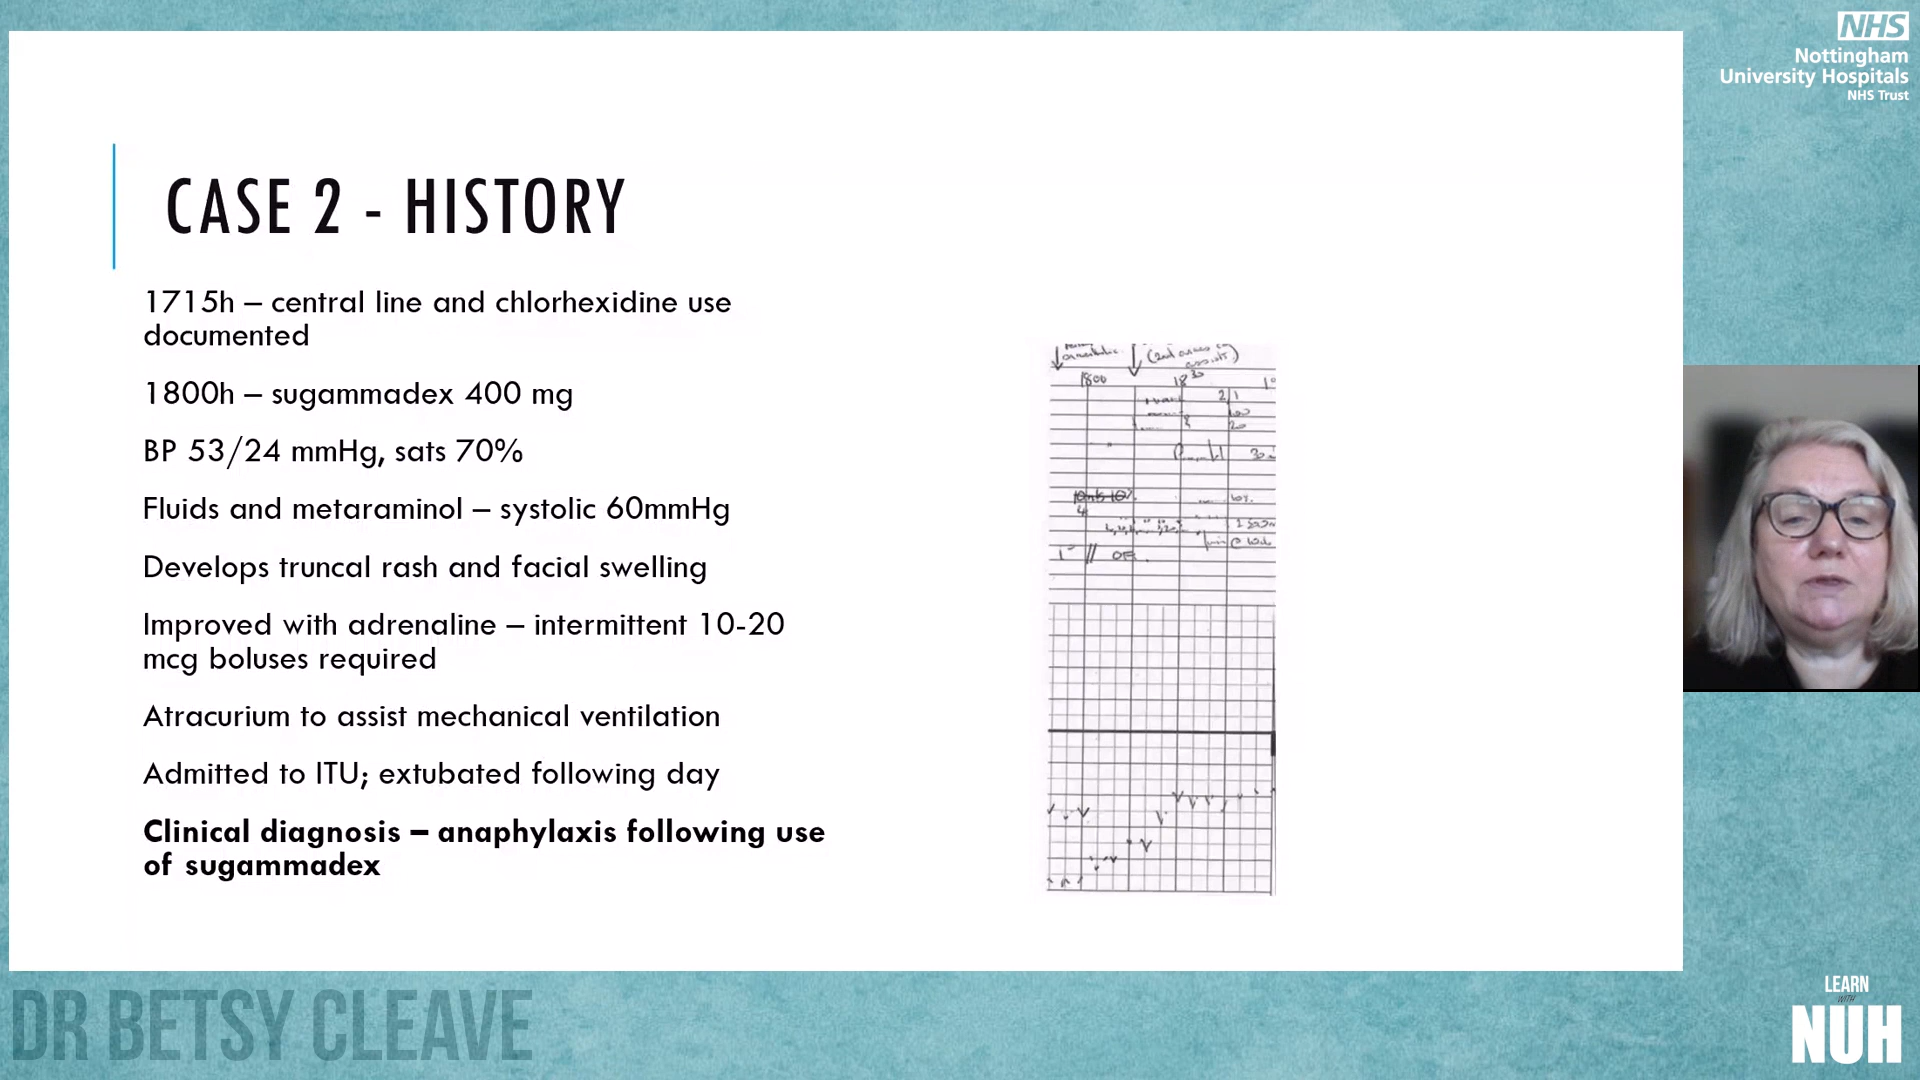 NHS
Nottingham
University Hospitals
NHS Trust
CASE 2 - HISTORY
1715h – central line and chlorhexidine use
documented
1800h – sugammadex 400 mg
BP 53/24 mmHg, sats 70%
Fluids and metaraminol – systolic 60mmHg
Develops truncal rash and facial swelling
Improved with adrenaline – intermittent 10-20
mcg boluses required
Atracurium to assist mechanical ventilation
Admitted to ITU; extubated following day
Clinical diagnosis – anaphylaxis following use
of sugammadex
1800 18 30
DR BETSY CLEAVE
LEARN
WITH
NUH